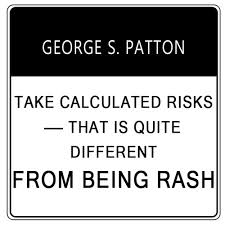 GEORGE S. PATTON
TAKE CALCULATED RISKS
— THAT IS QUITE
DIFFERENT
FROM BEING RASH